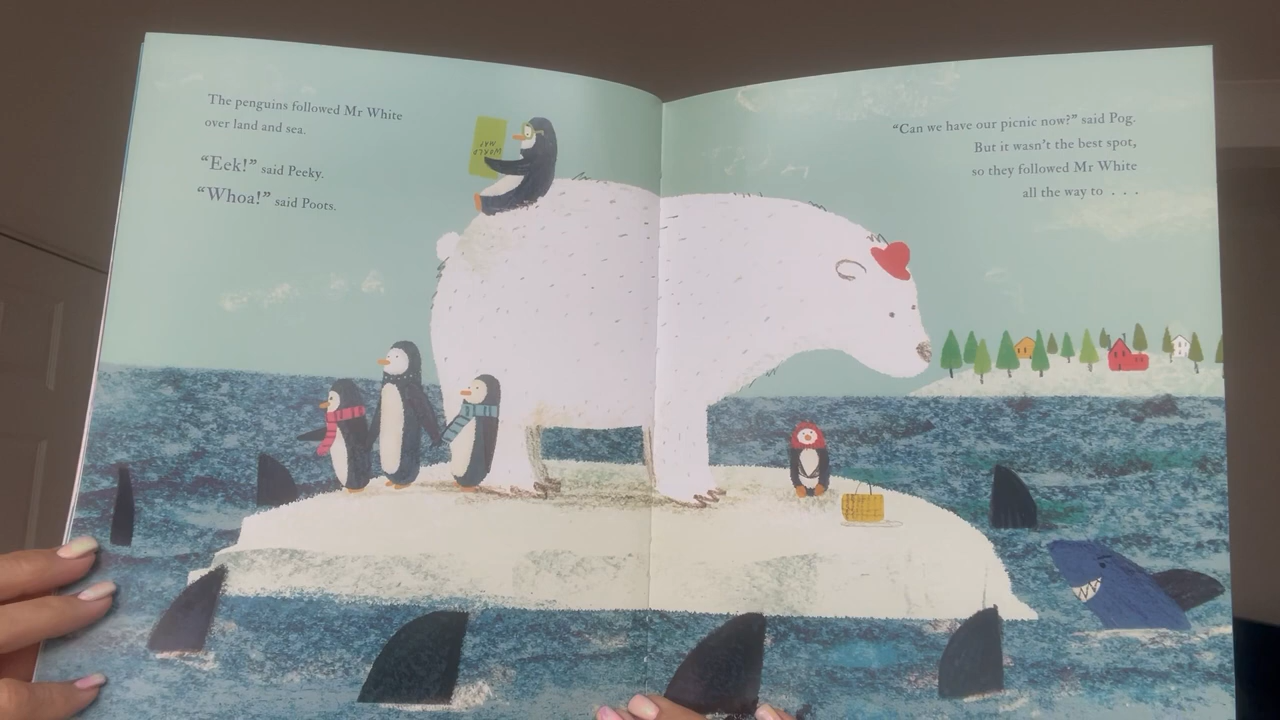 The penguins followed Mr White
over land and sea.
“Eek!” said Peeky.
“Whoa!” said Poots.
WORLD
MAP
“Can we have our picnic now?” said Pog.
But it wasn’t the best spot,
so they followed Mr White
all the way to . . .